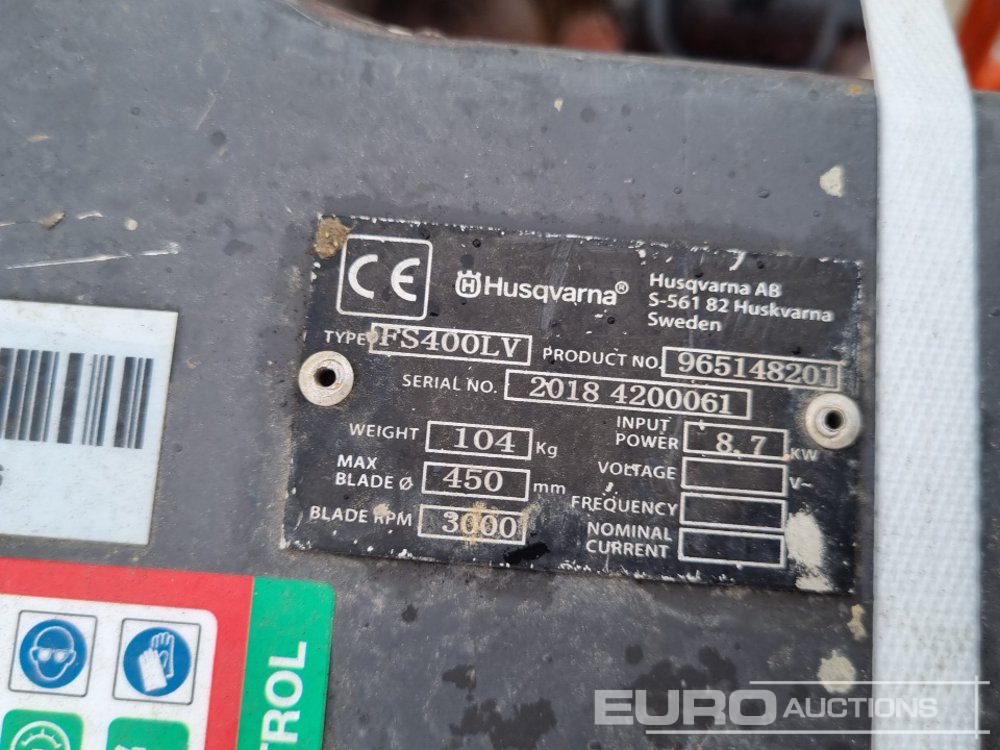 CE Husqvarna®
Husqvarna AB
S-561 82 Huskvarna
Sweden
TYPE FS400LV PRODUCT NO. 965148201
SERIAL NO. 2018 4200061
WEIGHT 104 Kg
INPUT POWER 8,7 KW
MAX BLADE Ø 450 mm
VOLTAGE V~
BLADE RPM 3000
FREQUENCY
NOMINAL CURRENT
TROL
EURO AUCTIONS